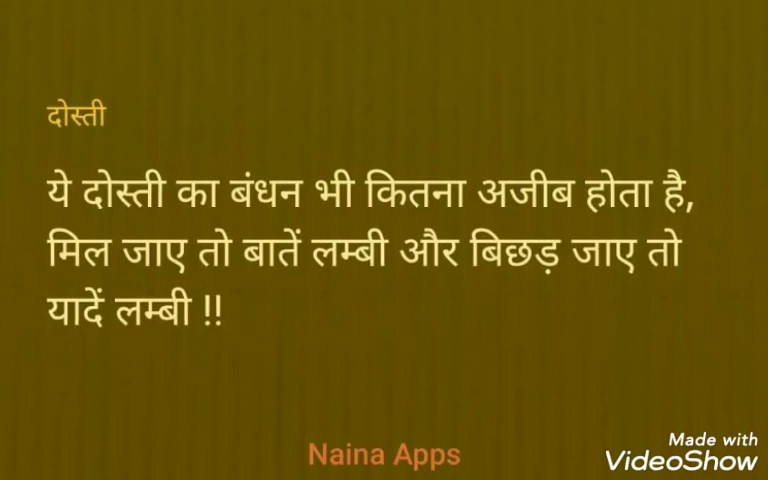 दोस्ती
ये दोस्ती का बंधन भी कितना अजीब होता है,
मिल जाए तो बातें लम्बी और बिछड़ जाए तो
यादें लम्बी !!
Naina Apps
Made with
VideoShow